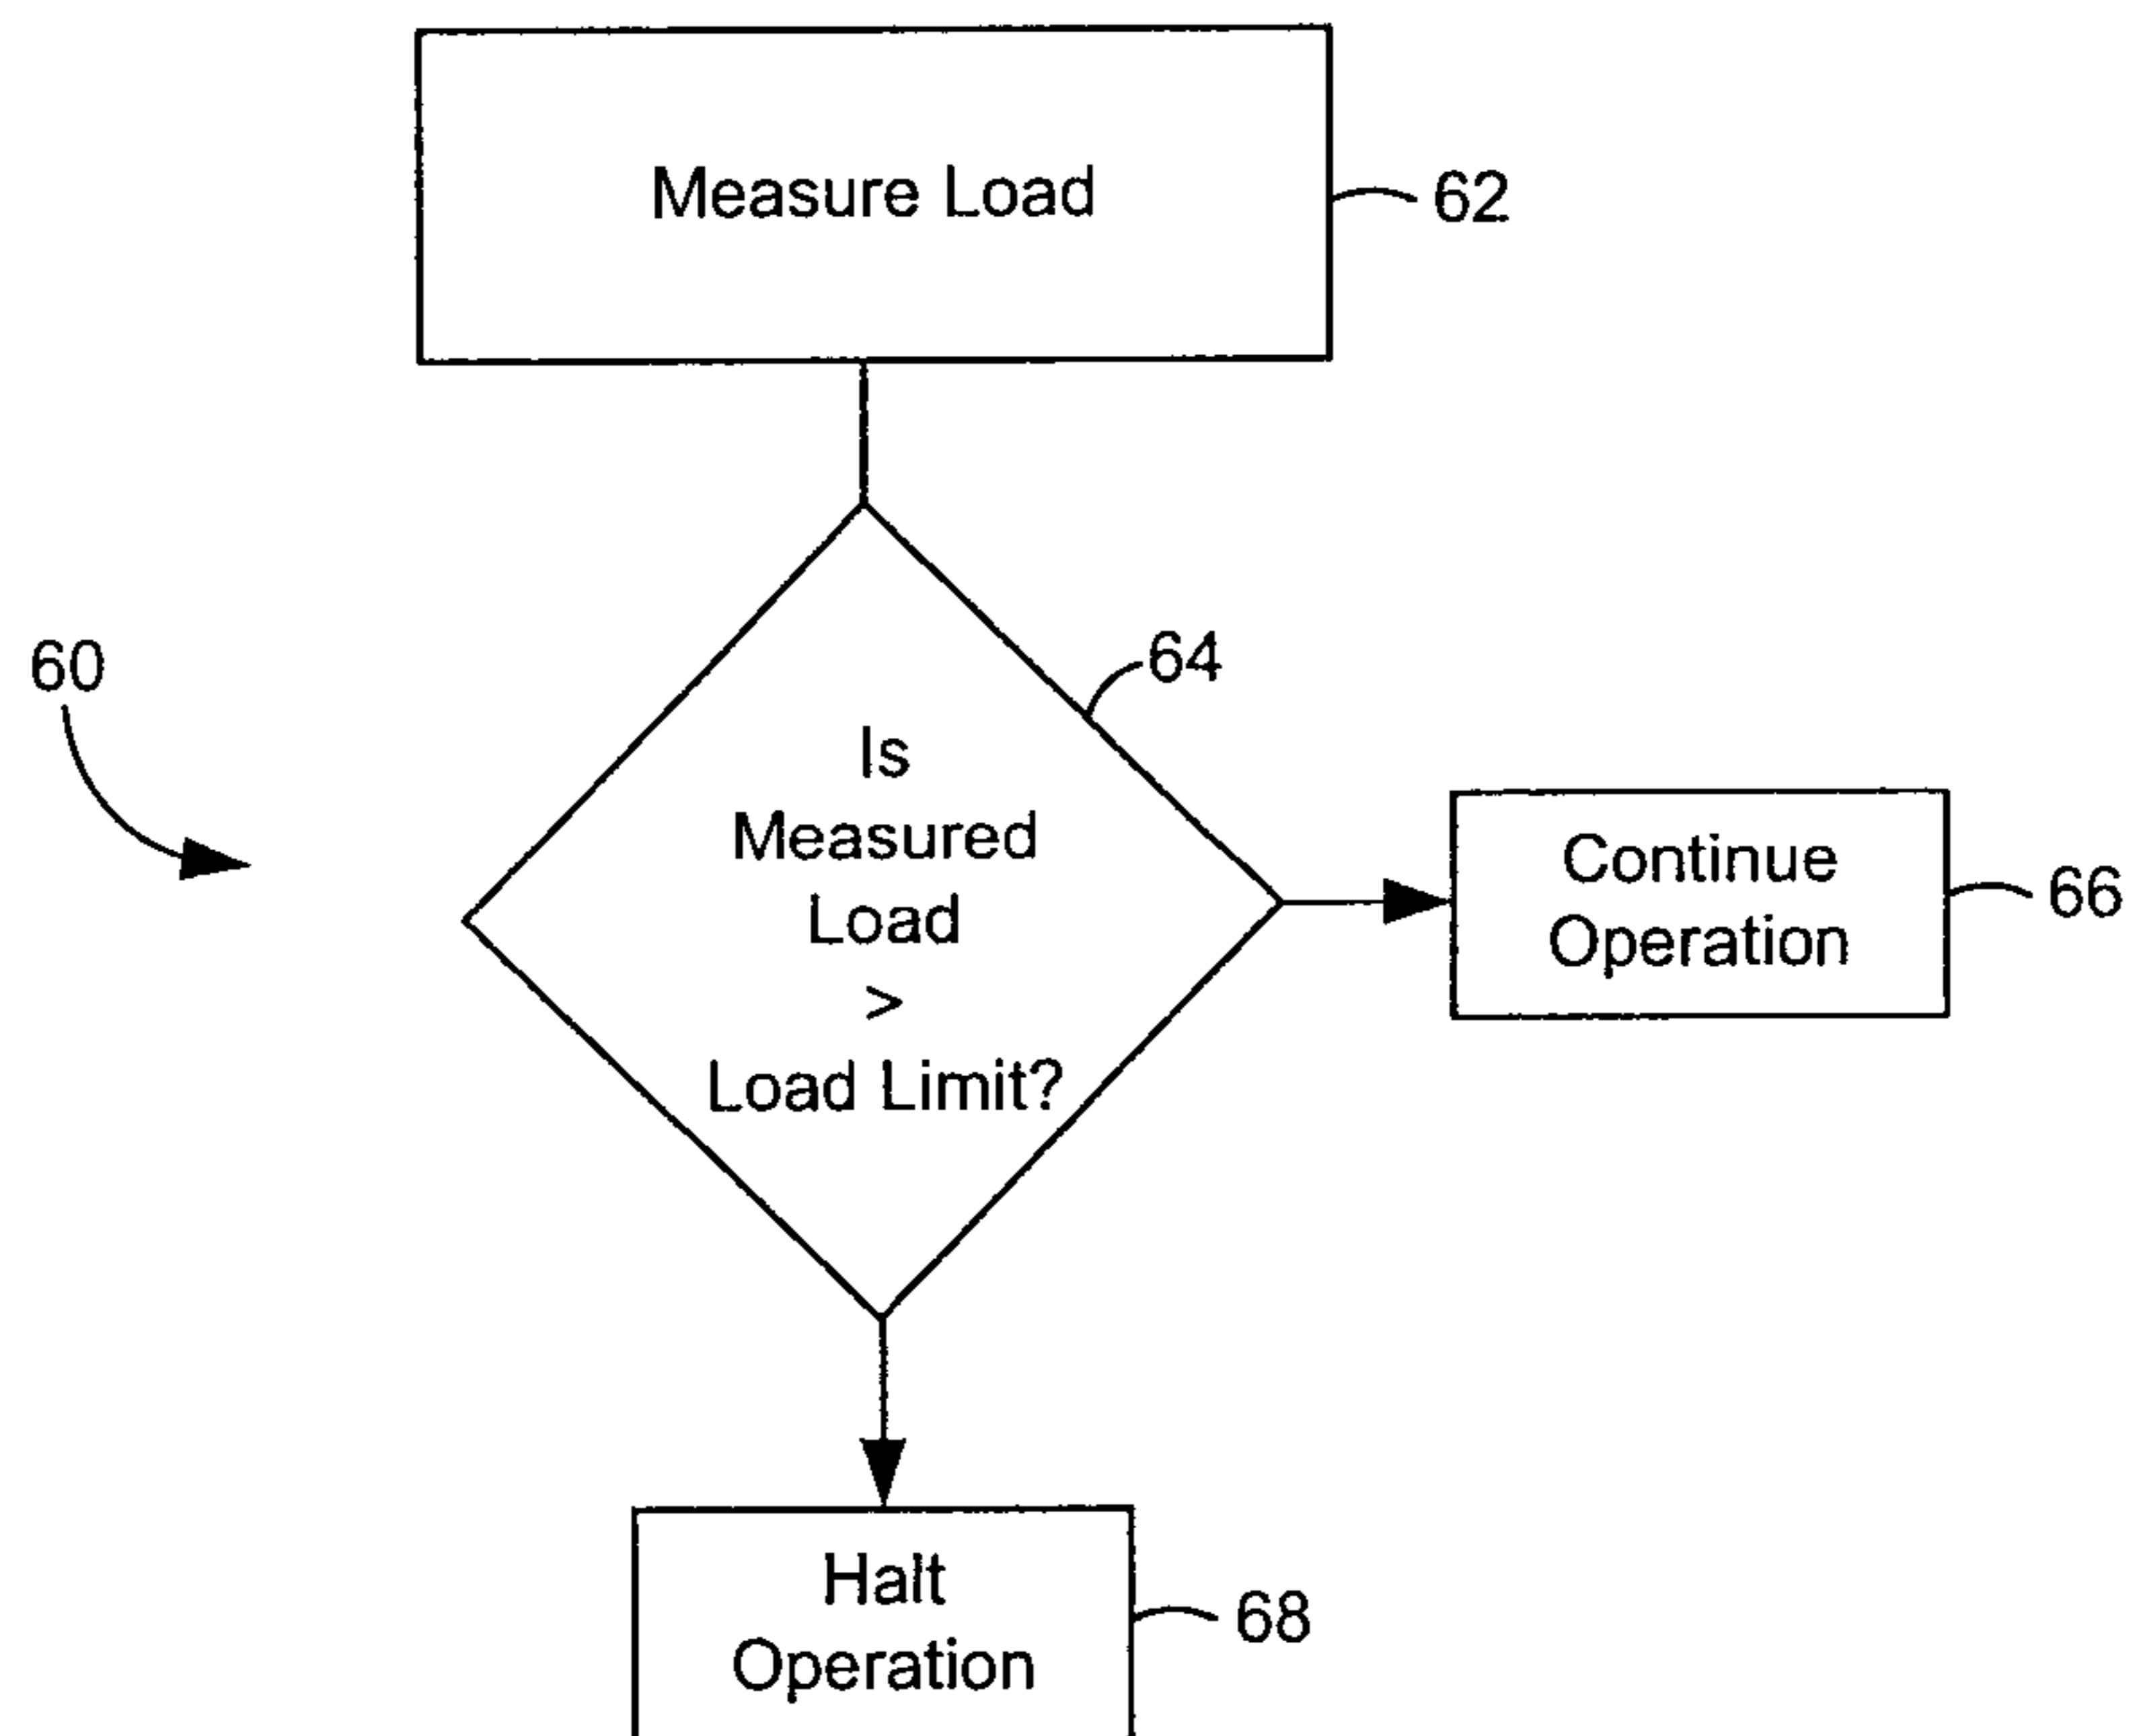 Measure Load
62
60
64
Is
Measured
Load
>
Load Limit?
Continue
Operation
66
Halt
Operation
68